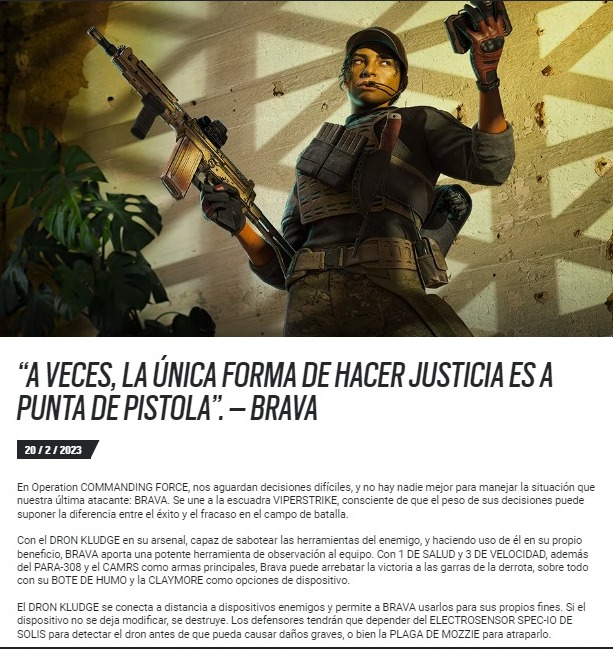 “A VECES, LA ÚNICA FORMA DE HACER JUSTICIA ES A
PUNTA DE PISTOLA”. – BRAVA
20 / 2 / 2023
En Operation COMMANDING FORCE, nos aguardan decisiones difíciles, y no hay nadie mejor para manejar la situación que
nuestra última atacante: BRAVA. Se une a la escuadra VIPERSTRIKE, consciente de que el peso de sus decisiones puede
suponer la diferencia entre el éxito y el fracaso en el campo de batalla.
Con el DRON KLUDGE en su arsenal, capaz de sabotear las herramientas del enemigo, y haciendo uso de él en su propio
beneficio, BRAVA aporta una potente herramienta de observación al equipo. Con 1 DE SALUD y 3 DE VELOCIDAD, además
del PARA-308 y el CAMRS como armas principales, Brava puede arrebatar la victoria a las garras de la derrota, sobre todo
con su BOTE DE HUMO y la CLAYMORE como opciones de dispositivo.
El DRON KLUDGE se conecta a distancia a dispositivos enemigos y permite a BRAVA usarlos para sus propios fines. Si el
dispositivo no se deja modificar, se destruye. Los defensores tendrán que depender del ELECTROSENSOR SPEC-IO DE
SOLIS para detectar el dron antes de que pueda causar daños graves, o bien la PLAGA DE MOZZIE para atraparlo.